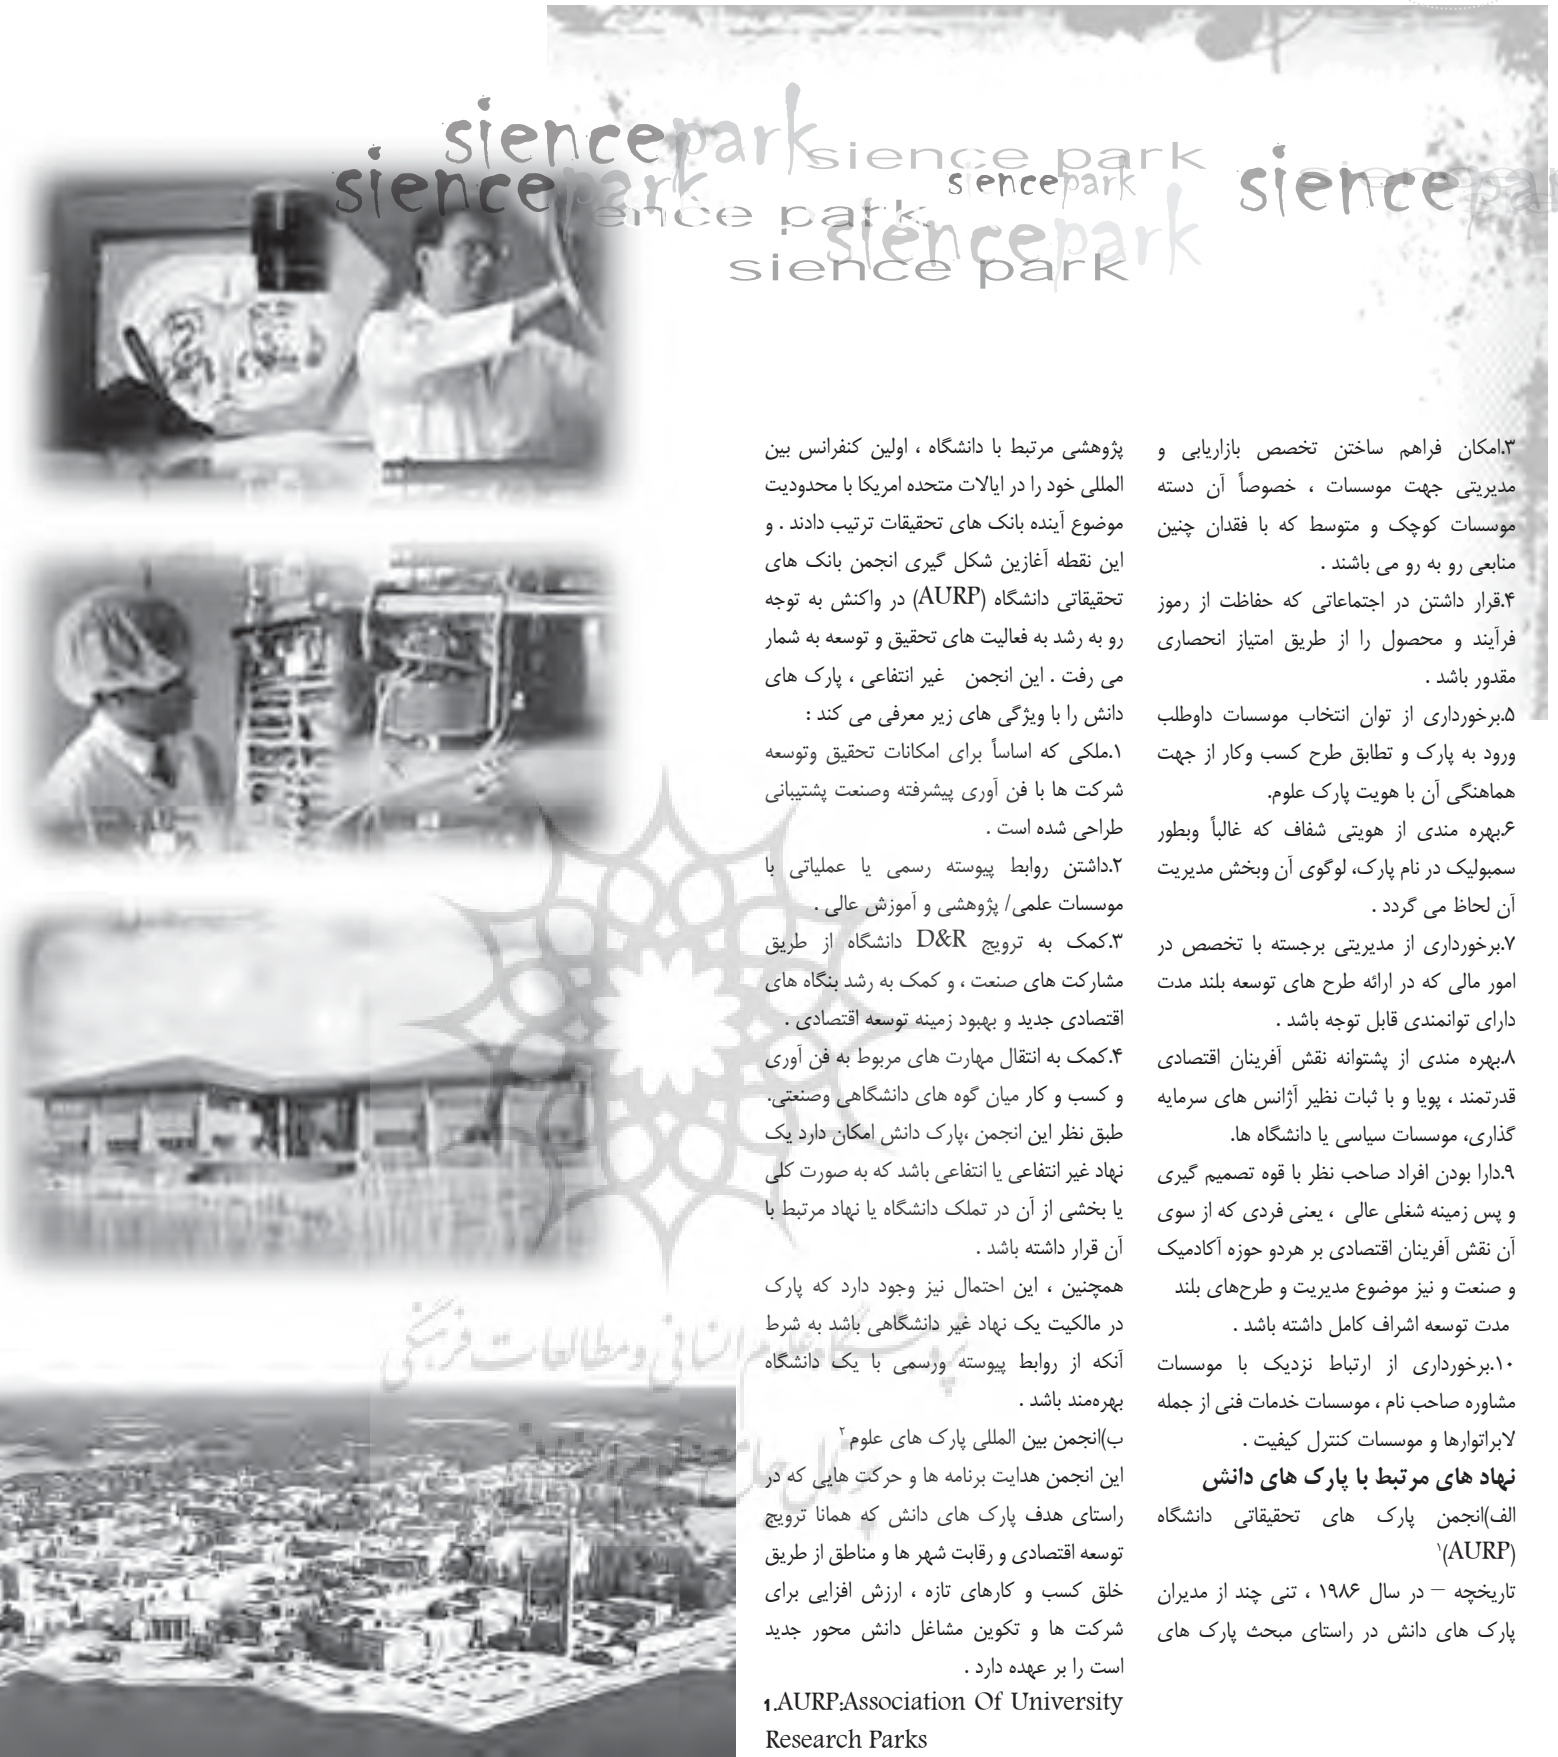 siencepark
sience park
siencepark
siencepark
sience
ence park
siencepark
sience park
۳.امکان فراهم ساختن تخصص بازاریابی و
مدیریتی جهت موسسات ، خصوصاً آن دسته
موسسات کوچک و متوسط که با فقدان چنین
منابعی رو به رو می باشند .
۴.قرار داشتن در اجتماعاتی که حفاظت از رموز
فرآیند و محصول را از طریق امتیاز انحصاری
مقدور باشد .
۵.برخورداری از توان انتخاب موسسات داوطلب
ورود به پارک و تطابق طرح کسب وکار از جهت
هماهنگی آن با هویت پارک علوم.
۶.بهره مندی از هویتی شفاف که غالباً وبطور
سمبولیک در نام پارک، لوگوی آن وبخش مدیریت
آن لحاظ می گردد .
۷.برخورداری از مدیریتی برجسته با تخصص در
امور مالی که در ارائه طرح های توسعه بلند مدت
دارای توانمندی قابل توجه باشد .
۸.بهره مندی از پشتوانه نقش آفرینان اقتصادی
قدرتمند ، پویا و با ثبات نظیر آژانس های سرمایه
گذاری، موسسات سیاسی یا دانشگاه ها.
۹.دارا بودن افراد صاحب نظر با قوه تصمیم گیری
و پس زمینه شغلی عالی ، یعنی فردی که از سوی
آن نقش آفرینان اقتصادی بر هردو حوزه آکادمیک
و صنعت و نیز موضوع مدیریت و طرح‌های بلند
مدت توسعه اشراف کامل داشته باشد .
۱۰.برخورداری از ارتباط نزدیک با موسسات
مشاوره صاحب نام ، موسسات خدمات فنی از جمله
لابراتوارها و موسسات کنترل کیفیت .
نهاد های مرتبط با پارک های دانش
الف)انجمن پارک های تحقیقاتی دانشگاه
(AURP)۱
تاریخچه – در سال ۱۹۸۶ ، تنی چند از مدیران
پارک های دانش در راستای مبحث پارک های
پژوهشی مرتبط با دانشگاه ، اولین کنفرانس بین
المللی خود را در ایالات متحده امریکا با محدودیت
موضوع آینده بانک های تحقیقات ترتیب دادند . و
این نقطه آغازین شکل گیری انجمن بانک های
تحقیقاتی دانشگاه (AURP) در واکنش به توجه
رو به رشد به فعالیت های تحقیق و توسعه به شمار
می رفت . این انجمن غیر انتفاعی ، پارک های
دانش را با ویژگی های زیر معرفی می کند :
۱.ملکی که اساساً برای امکانات تحقیق وتوسعه
شرکت ها با فن آوری پیشرفته وصنعت پشتیبانی
طراحی شده است .
۲.داشتن روابط پیوسته رسمی یا عملیاتی با
موسسات علمی/ پژوهشی و آموزش عالی .
۳.کمک به ترویج D&R دانشگاه از طریق
مشارکت های صنعت ، و کمک به رشد بنگاه های
اقتصادی جدید و بهبود زمینه توسعه اقتصادی .
۴.کمک به انتقال مهارت های مربوط به فن آوری
و کسب و کار میان گوه های دانشگاهی وصنعتی.
طبق نظر این انجمن ،پارک دانش امکان دارد یک
نهاد غیر انتفاعی یا انتفاعی باشد که به صورت کلی
یا بخشی از آن در تملک دانشگاه یا نهاد مرتبط با
آن قرار داشته باشد .
همچنین ، این احتمال نیز وجود دارد که پارک
در مالکیت یک نهاد غیر دانشگاهی باشد به شرط
آنکه از روابط پیوسته ورسمی با یک دانشگاه
بهره‌مند باشد .
ب)انجمن بین المللی پارک های علوم۲
این انجمن هدایت برنامه ها و حرکت هایی که در
راستای هدف پارک های دانش که همانا ترویج
توسعه اقتصادی و رقابت شهر ها و مناطق از طریق
خلق کسب و کارهای تازه ، ارزش افزایی برای
شرکت ها و تکوین مشاغل دانش محور جدید
است را بر عهده دارد .
1.AURP:Association Of University
Research Parks
پژوهشگاه علوم انسانی و مطالعات فرهنگی